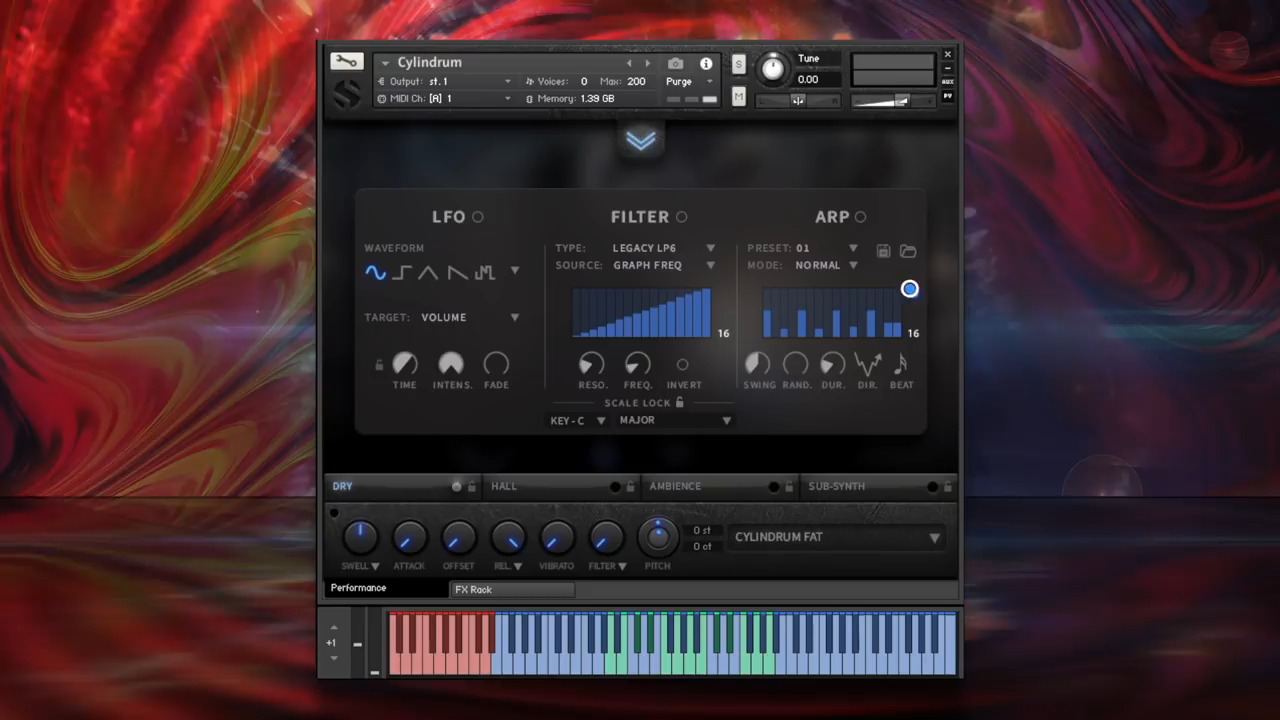 Cylindrum
Output: st. 1
Voices: 0 Max: 200
Purge
MIDI Ch: [A] 1
Memory: 1.39 GB
S
M
Tune
0.00
L R
AUX
PV
LFO
FILTER
ARP
WAVEFORM
TYPE: LEGACY LP6
SOURCE: GRAPH FREQ
PRESET: 01
MODE: NORMAL
TARGET: VOLUME
16
16
TIME INTENS. FADE
RESO. FREQ. INVERT
SWING RAND. DUR. DIR. BEAT
SCALE LOCK
KEY - C MAJOR
DRY HALL AMBIENCE SUB-SYNTH
0 st
0 ct
CYLINDRUM FAT
SWELL ATTACK OFFSET REL. VIBRATO FILTER PITCH
Performance FX Rack
+1